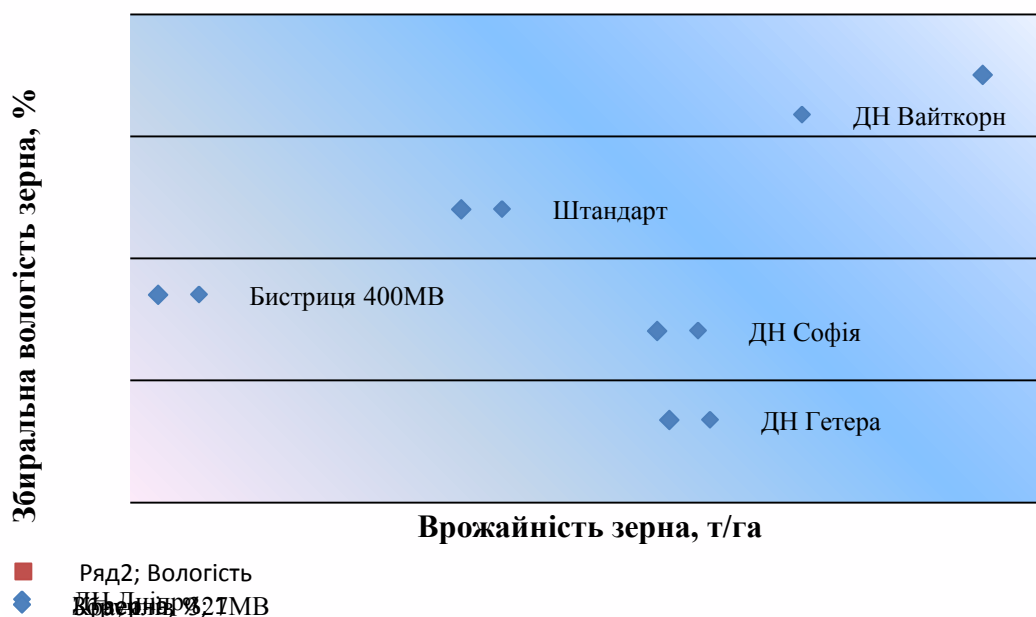 Збиральна вологість зерна, %
ДН Вайткорн
Штандарт
Бистриця 400МВ
ДН Софія
ДН Гетера
Врожайність зерна, т/га
Ряд2; Вологість